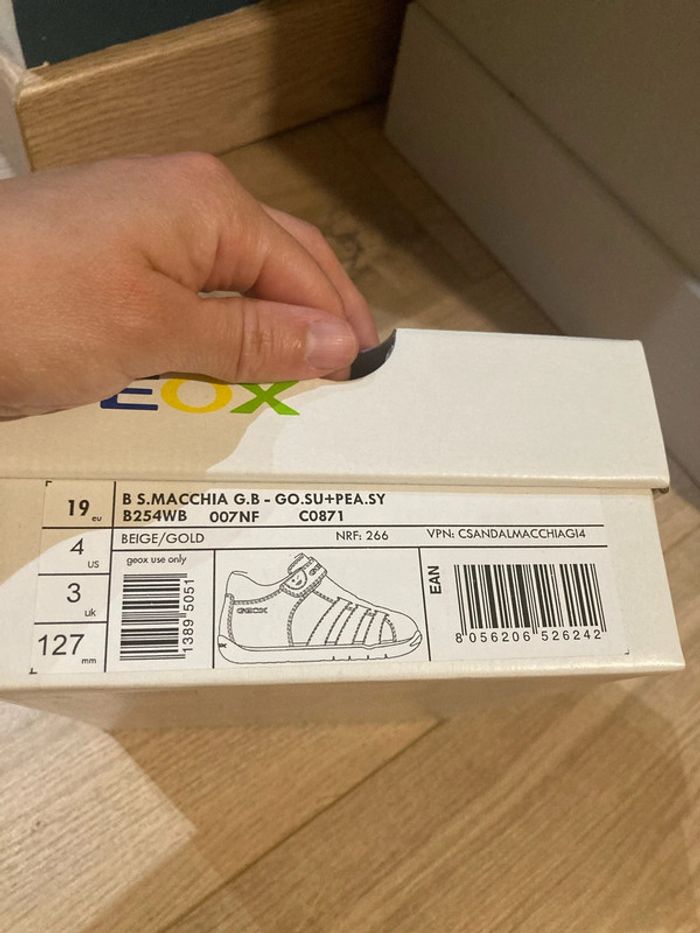 EOX
19 eu
B S.MACCHIA G.B - GO.SU+PEA.SY
B254WB 007NF C0871
4 US
BEIGE/GOLD NRF: 266 VPN: CSANDALMACCHIAGI4
geox use only
3 uk
1389 5051
GEOX
EAN
8 056206 526242
127 mm